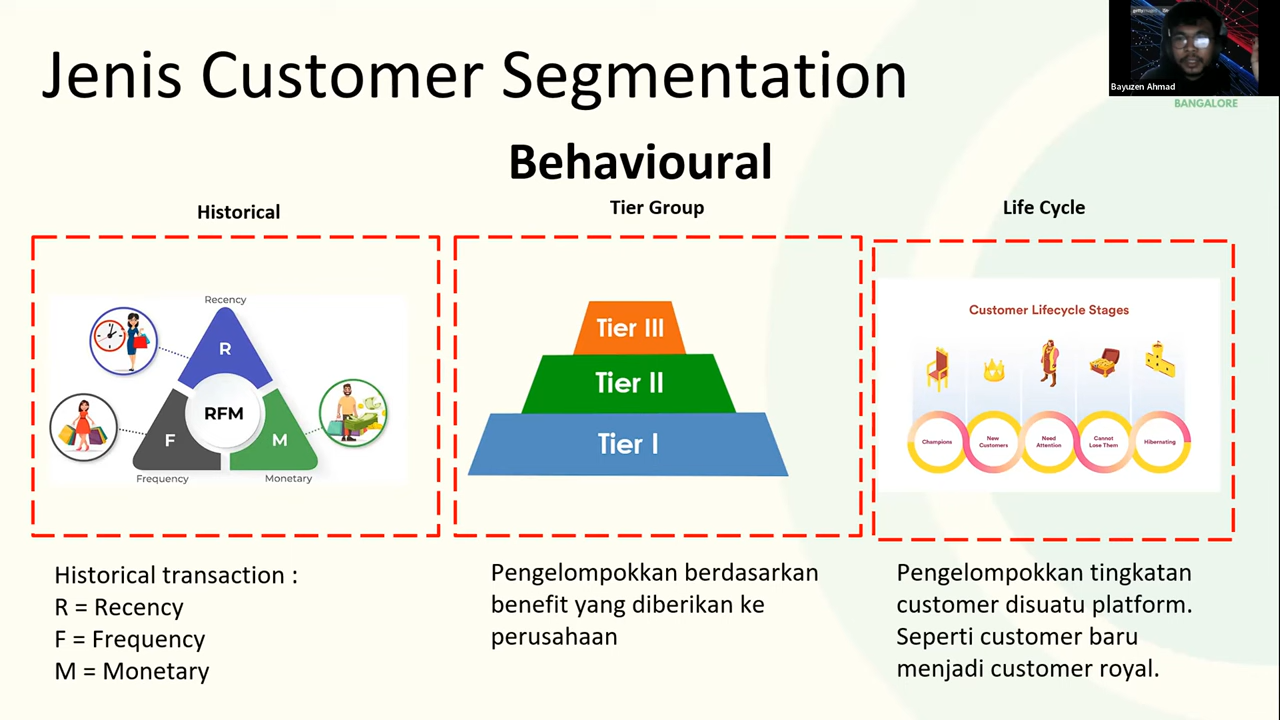 Jenis Customer Segmentation
Bayuzen Ahmad
BANGALORE
Behavioural
Historical
Recency
R
RFM
F
M
Frequency
Monetary
Historical transaction :
R = Recency
F = Frequency
M = Monetary
Tier Group
Tier III
Tier II
Tier I
Pengelompokkan berdasarkan
benefit yang diberikan ke
perusahaan
Life Cycle
Customer Lifecycle Stages
Champions
New
Customers
Need
Attention
Cannot
Lose Them
Hibernating
Pengelompokkan tingkatan
customer disuatu platform.
Seperti customer baru
menjadi customer royal.